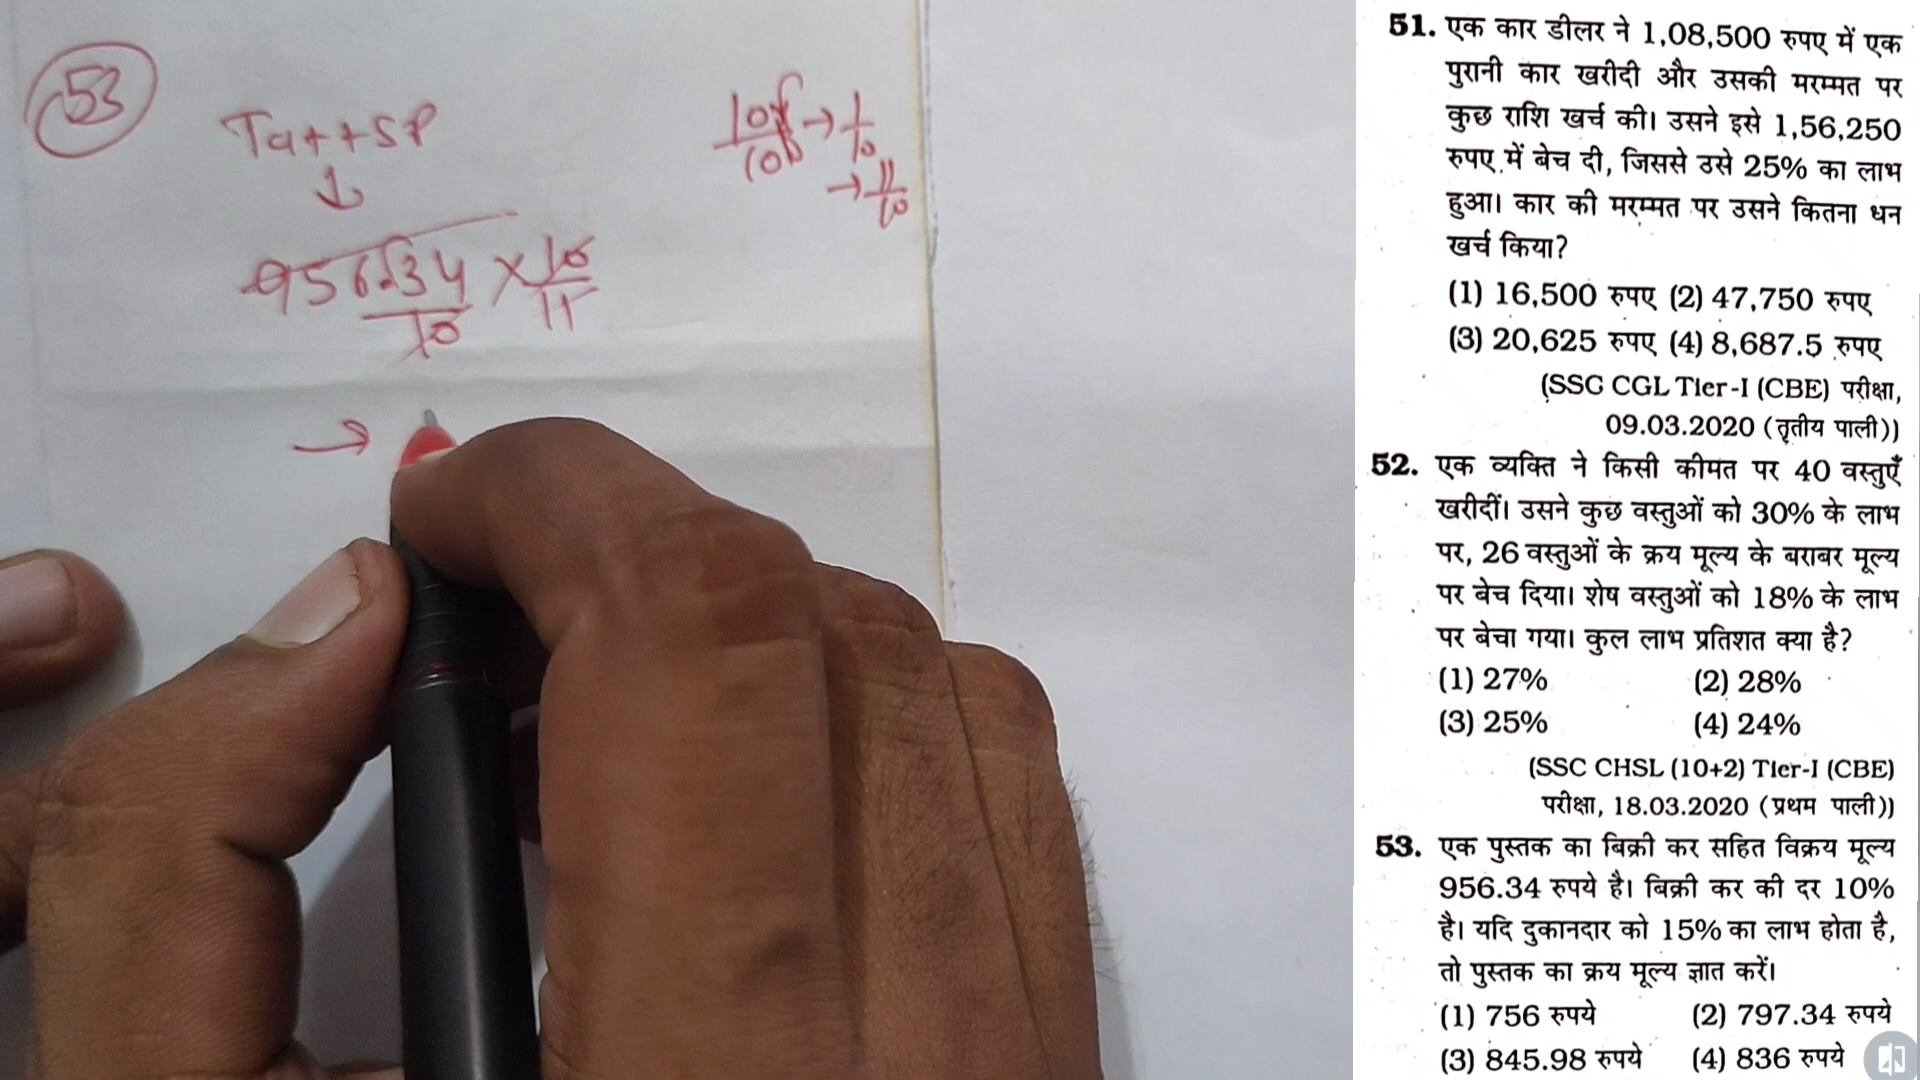 53
Tax+SP
10%
100
→ 1
10
→ 11
10
956.34 × 10
10 11
→
51. एक कार डीलर ने 1,08,500 रुपए में एक
पुरानी कार खरीदी और उसकी मरम्मत पर
कुछ राशि खर्च की। उसने इसे 1,56,250
रुपए में बेच दी, जिससे उसे 25% का लाभ
हुआ। कार की मरम्मत पर उसने कितना धन
खर्च किया?
(1) 16,500 रुपए (2) 47,750 रुपए
(3) 20,625 रुपए (4) 8,687.5 रुपए
(SSC CGL Tier-I (CBE) परीक्षा,
09.03.2020 (तृतीय पाली))
52. एक व्यक्ति ने किसी कीमत पर 40 वस्तुएँ
खरीदीं। उसने कुछ वस्तुओं को 30% के लाभ
पर, 26 वस्तुओं के क्रय मूल्य के बराबर मूल्य
पर बेच दिया। शेष वस्तुओं को 18% के लाभ
पर बेचा गया। कुल लाभ प्रतिशत क्या है?
(1) 27% (2) 28%
(3) 25% (4) 24%
(SSC CHSL (10+2) Tier-I (CBE)
परीक्षा, 18.03.2020 (प्रथम पाली))
53. एक पुस्तक का बिक्री कर सहित विक्रय मूल्य
956.34 रुपये है। बिक्री कर की दर 10%
है। यदि दुकानदार को 15% का लाभ होता है,
तो पुस्तक का क्रय मूल्य ज्ञात करें।
(1) 756 रुपये (2) 797.34 रुपये
(3) 845.98 रुपये (4) 836 रुपये